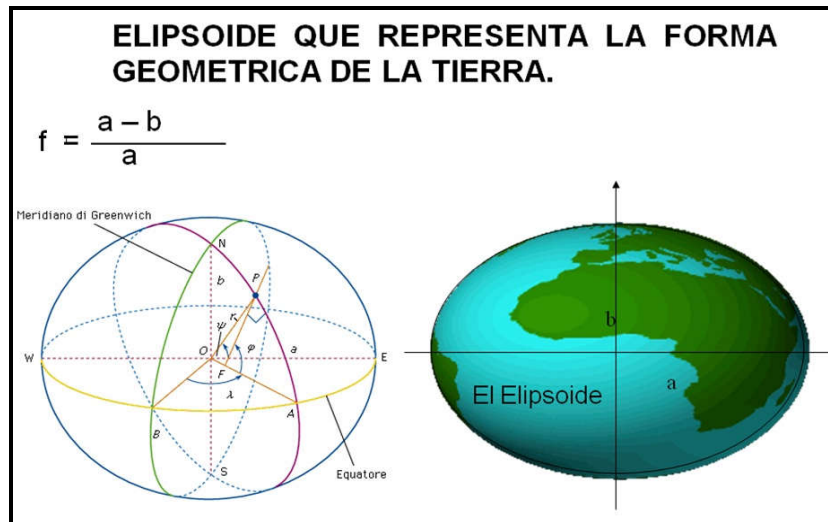 ELIPSOIDE QUE REPRESENTA LA FORMA
GEOMETRICA DE LA TIERRA.
f = a – b
a
Meridiano di Greenwich
N
P
b
r
ψ
W
O
φ
a
E
F
λ
A
B
S
Equatore
b
a
El Elipsoide